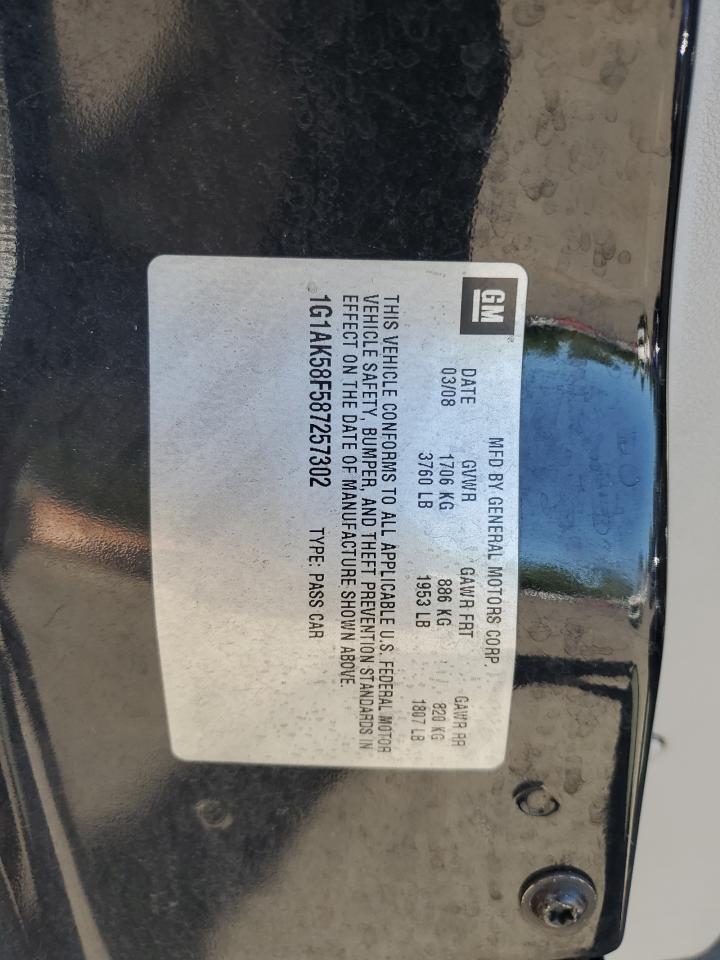 GM
MFD BY GENERAL MOTORS CORP.
DATE GVWR GAWR FRT GAWR RR
03/08 1706 KG 886 KG 820 KG
3760 LB 1953 LB 1807 LB
THIS VEHICLE CONFORMS TO ALL APPLICABLE U.S. FEDERAL MOTOR
VEHICLE SAFETY, BUMPER, AND THEFT PREVENTION STANDARDS IN
EFFECT ON THE DATE OF MANUFACTURE SHOWN ABOVE.
1G1AK58F587257302 TYPE: PASS CAR